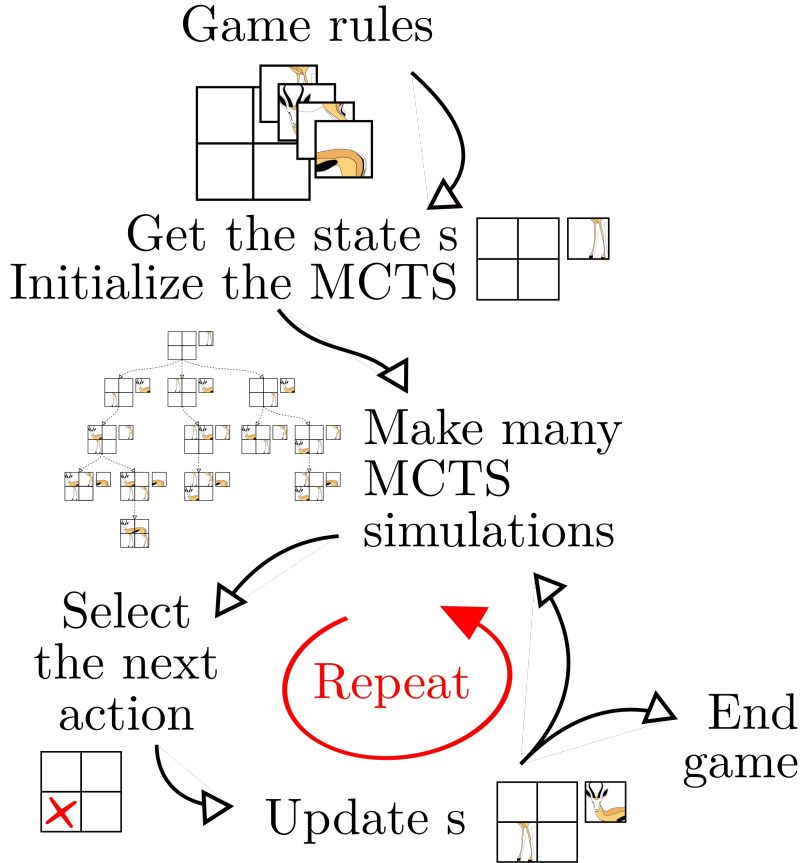 Game rules
Get the state s
Initialize the MCTS
Make many
MCTS
simulations
Select
the next
action
Repeat
End
game
Update s